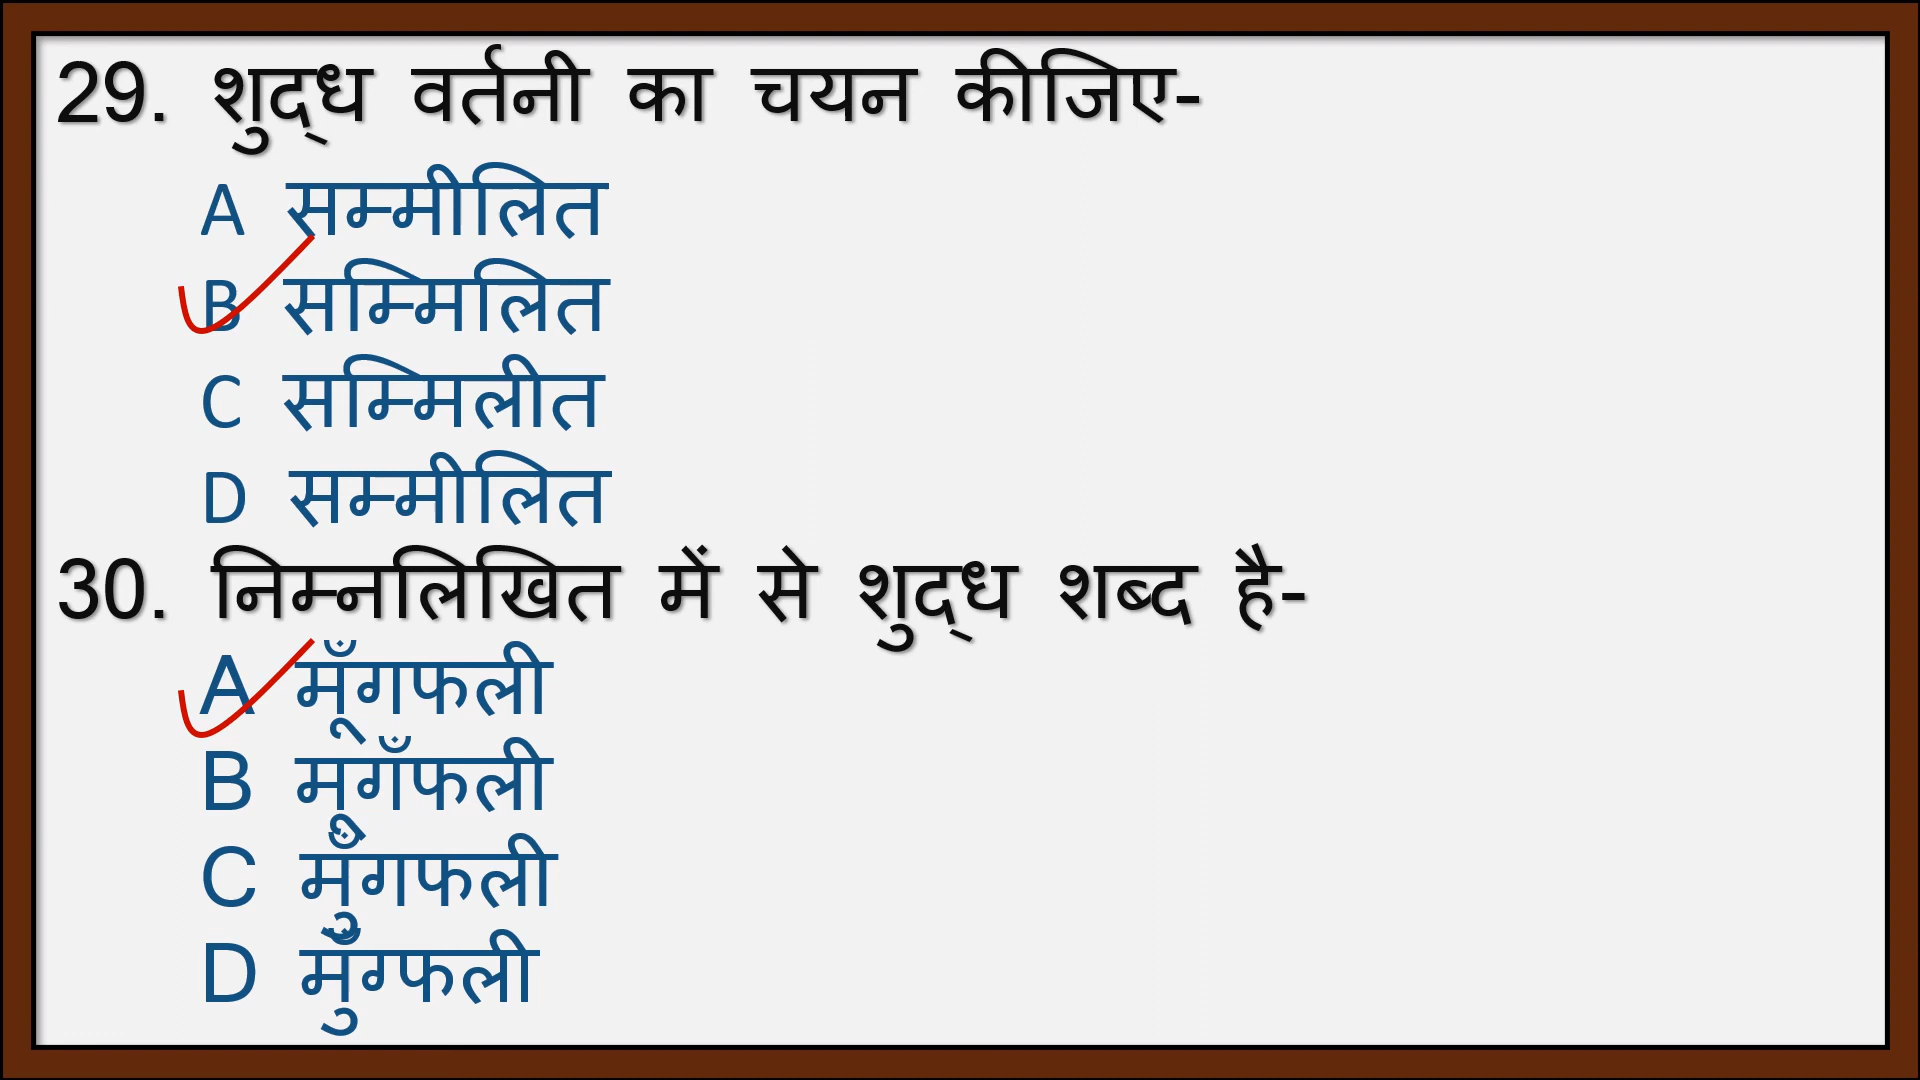 29. शुद्ध वर्तनी का चयन कीजिए-
A सम्मीलित
B सम्मिलित
C सम्मिलीत
D सम्मीलित
30. निम्नलिखित में से शुद्ध शब्द है-
A मूँगफली
B मूगँफली
C मुँगफली
D मुँग्फली